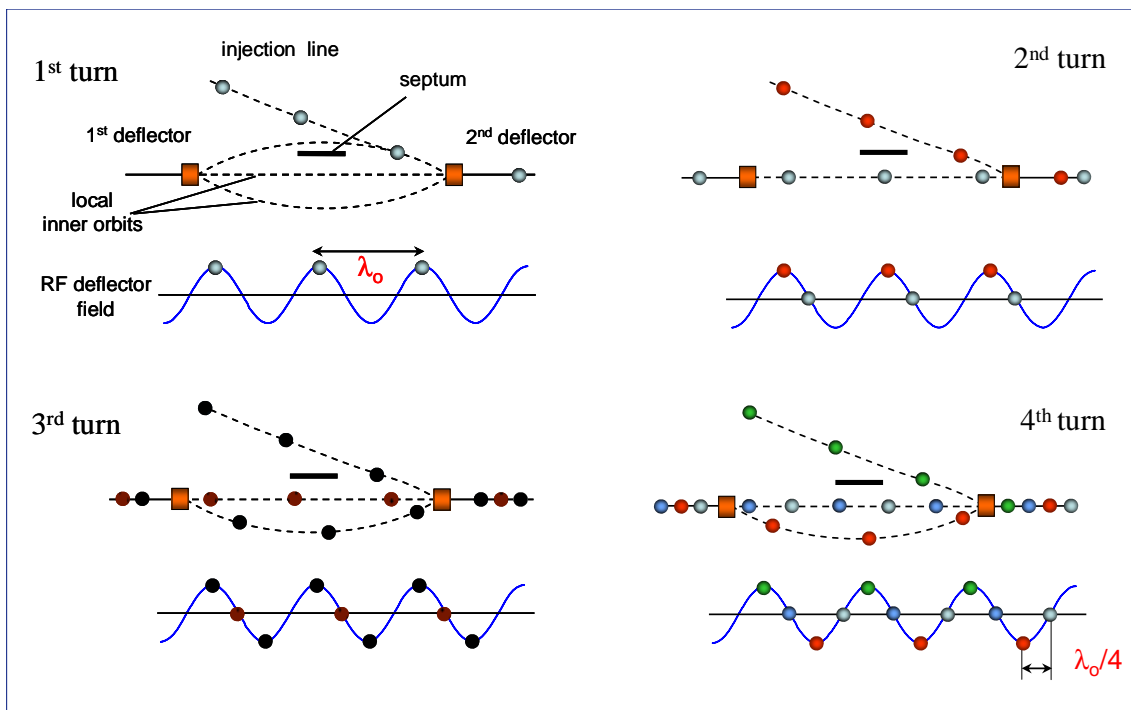 1st turn
injection line
septum
1st deflector
2nd deflector
local
inner orbits
λo
RF deflector
field
2nd turn
3rd turn
4th turn
λo/4